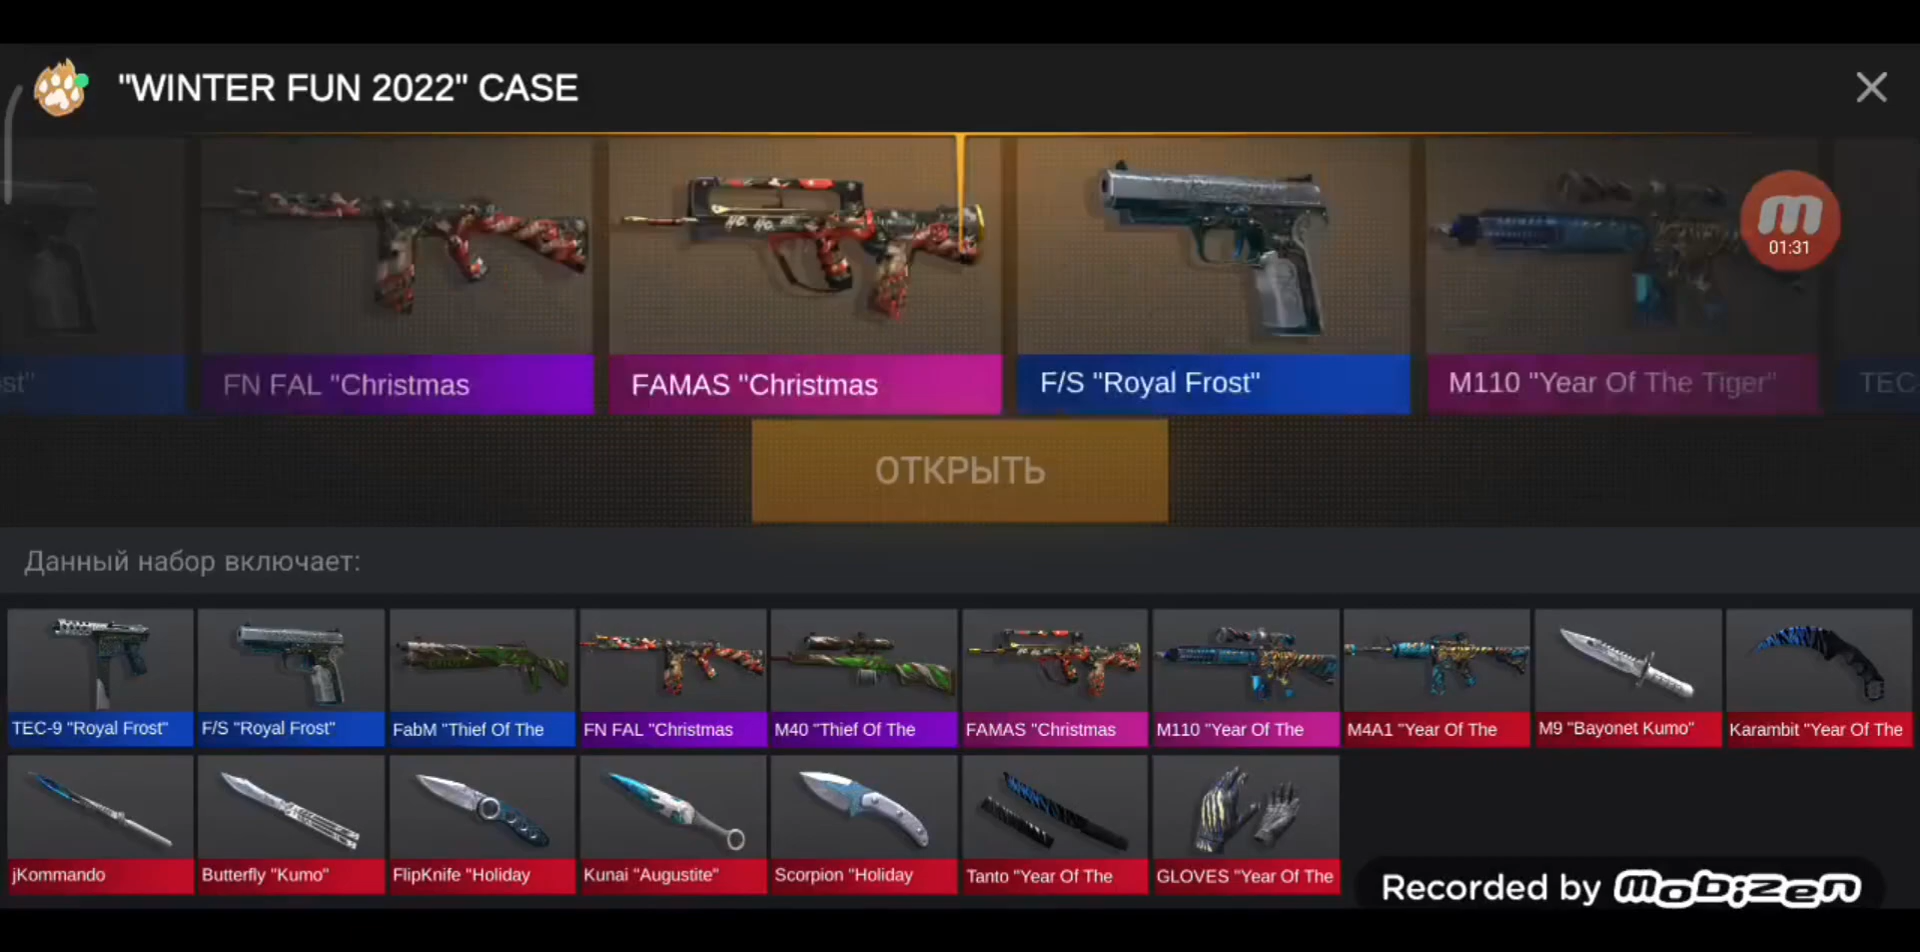 "WINTER FUN 2022" CASE
01:31
st"
FN FAL "Christmas
FAMAS "Christmas
F/S "Royal Frost"
M110 "Year Of The Tiger"
TEC-
ОТКРЫТЬ
Данный набор включает:
TEC-9 "Royal Frost"
F/S "Royal Frost"
FabM "Thief Of The
FN FAL "Christmas
M40 "Thief Of The
FAMAS "Christmas
M110 "Year Of The
M4A1 "Year Of The
M9 "Bayonet Kumo"
Karambit "Year Of The
jKommando
Butterfly "Kumo"
FlipKnife "Holiday
Kunai "Augustite"
Scorpion "Holiday
Tanto "Year Of The
GLOVES "Year Of The
Recorded by mobizen